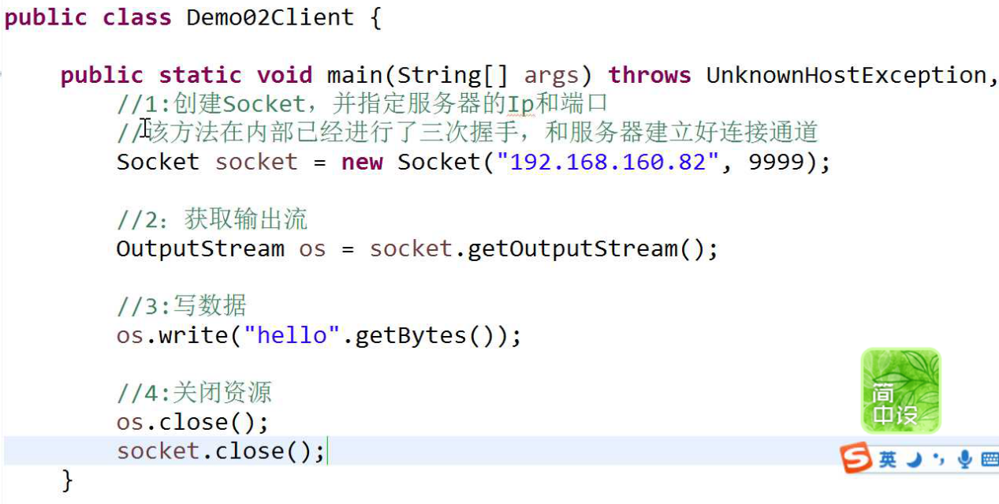 public class Demo02Client {
public static void main(String[] args) throws UnknownHostException,
//1:创建Socket，并指定服务器的Ip和端口
//该方法在内部已经进行了三次握手，和服务器建立好连接通道
Socket socket = new Socket("192.168.160.82", 9999);
//2：获取输出流
OutputStream os = socket.getOutputStream();
//3:写数据
os.write("hello".getBytes());
//4:关闭资源
os.close();
socket.close();
}
简
中设
S英